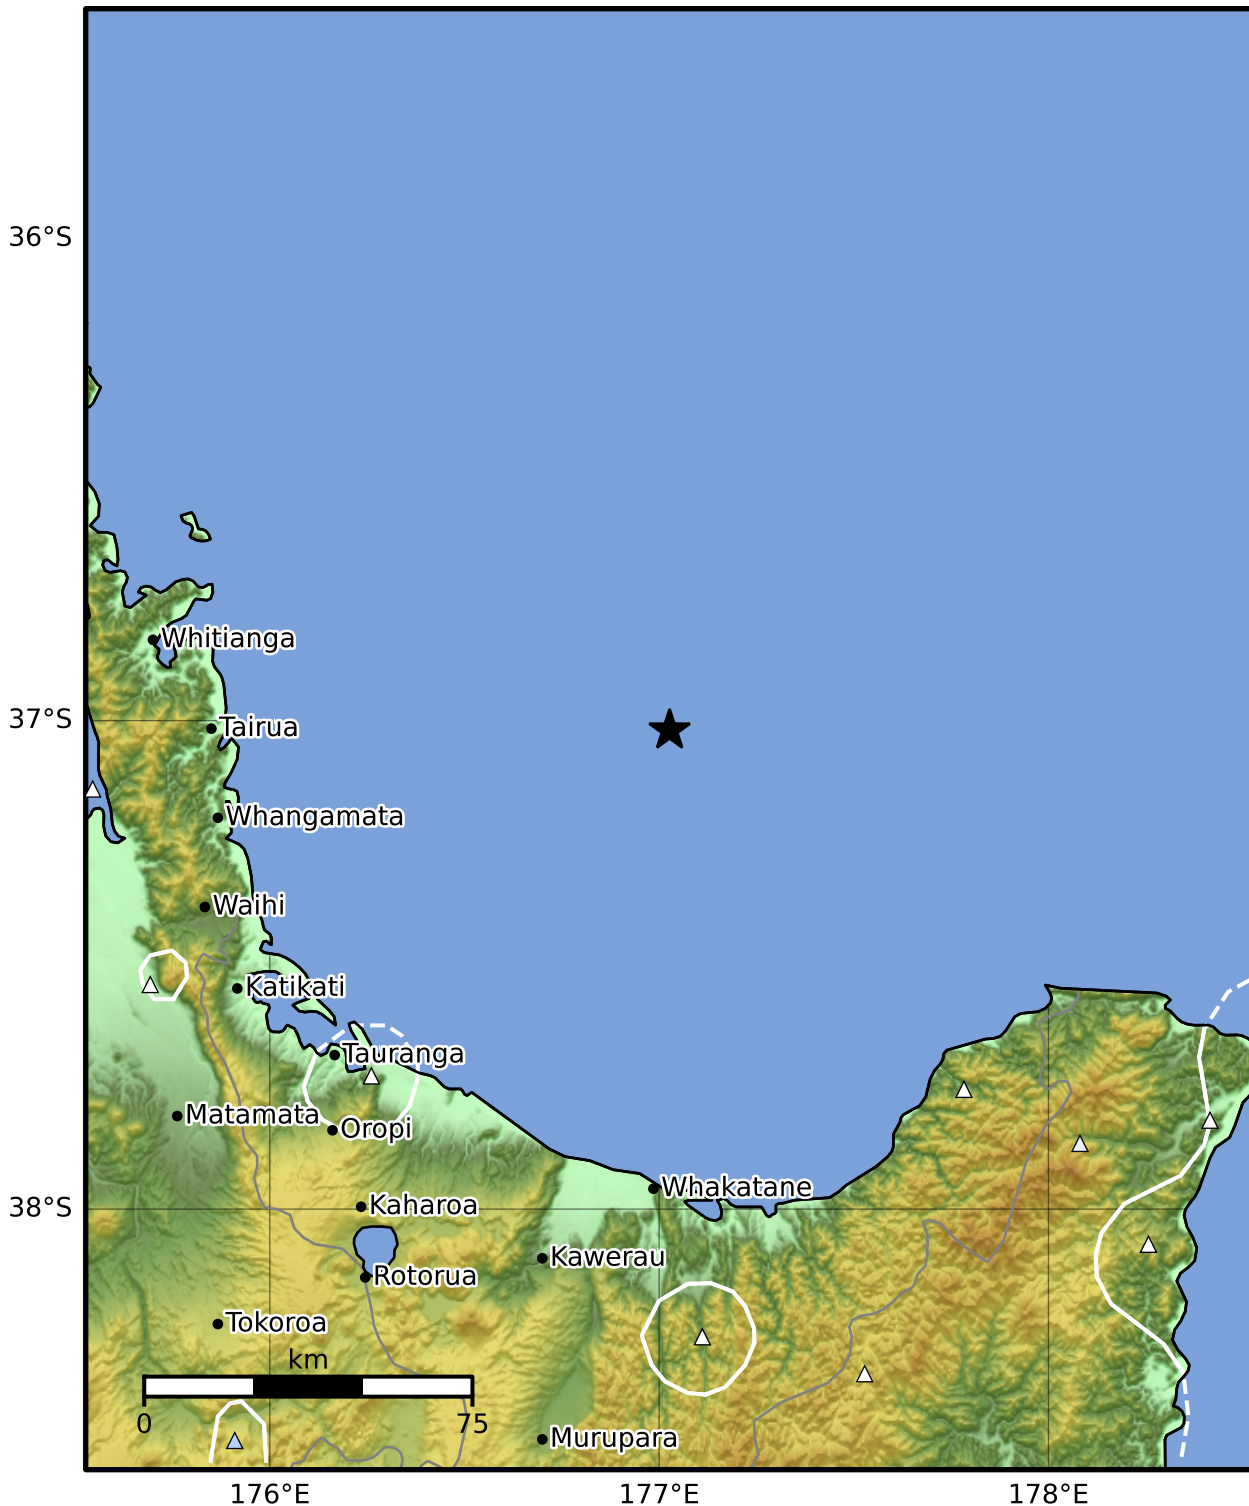 36°S
Whitianga
37°S
Tairua
Whangamata
Waihi
Katikati
Tauranga
Matamata
Oropi
Whakatane
38°S
Kaharoa
Kawerau
Rotorua
Tokoroa
km
0
75
Murupara
176°E
177°E
178°E